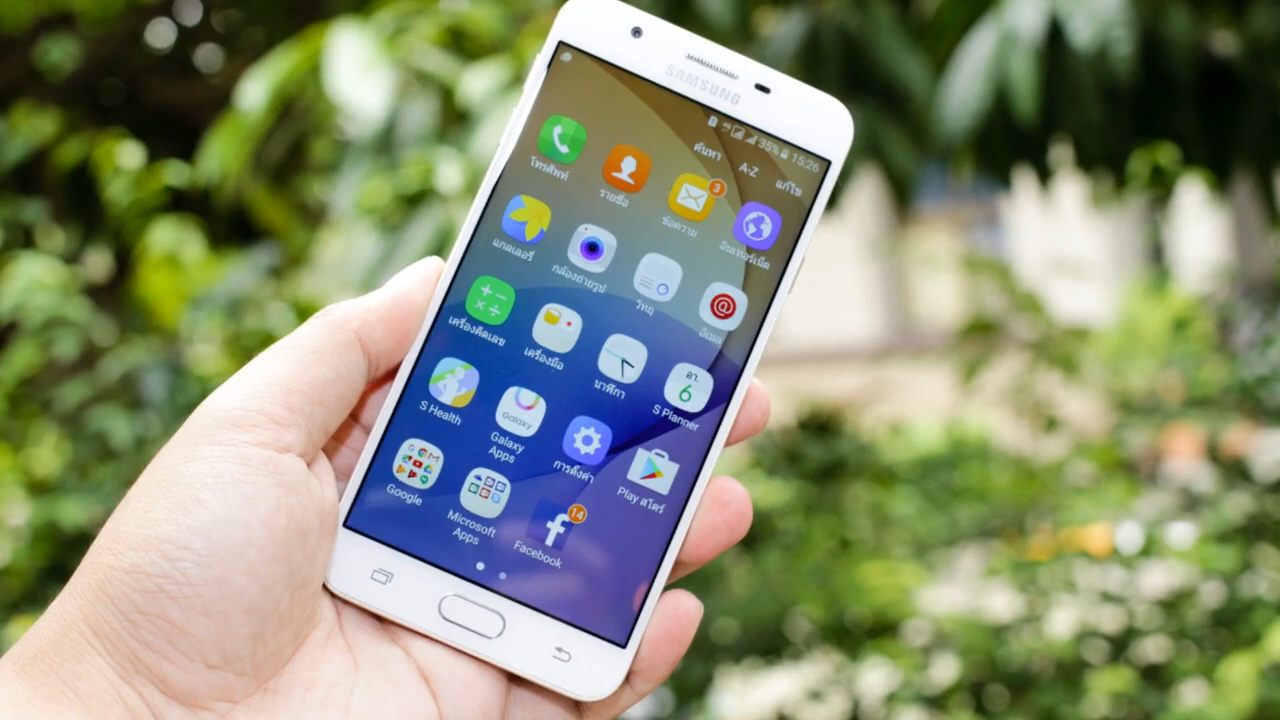 SAMSUNG
35% 15:26
ค้นหา A-Z แก้ไข
โทรศัพท์
รายชื่อ
3
ข้อความ
อินเทอร์เน็ต
แกลเลอรี่
กล้องถ่ายรูป
วิทยุ
@
อีเมล
เครื่องคิดเลข
เครื่องมือ
นาฬิกา
อา.
6
S Planner
S Health
Galaxy
Galaxy
Apps
การตั้งค่า
Play สโตร์
Google
Microsoft
Apps
14
Facebook